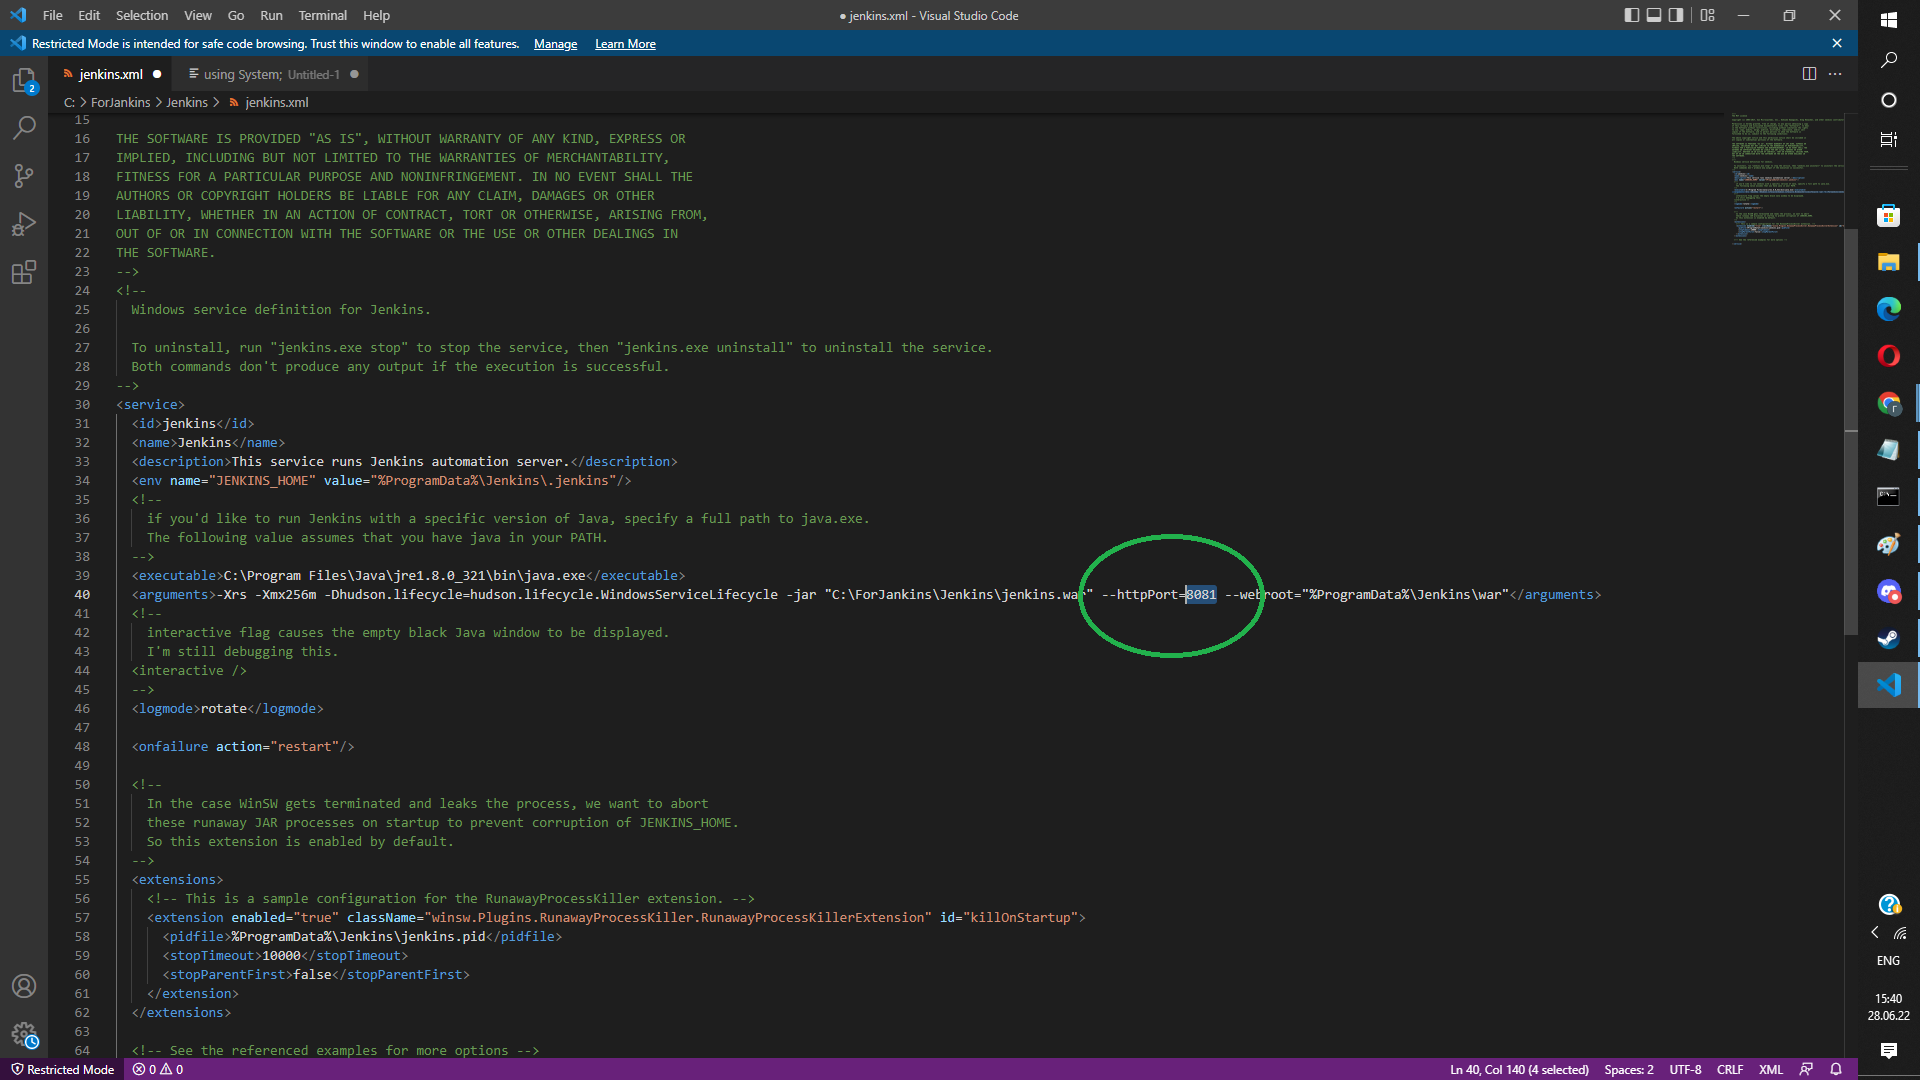 File Edit Selection View Go Run Terminal Help
● jenkins.xml - Visual Studio Code
Restricted Mode is intended for safe code browsing. Trust this window to enable all features. Manage Learn More
jenkins.xml ● using System; Untitled-1 ●
C: > ForJankins > Jenkins > jenkins.xml
2
15
16 THE SOFTWARE IS PROVIDED "AS IS", WITHOUT WARRANTY OF ANY KIND, EXPRESS OR
17 IMPLIED, INCLUDING BUT NOT LIMITED TO THE WARRANTIES OF MERCHANTABILITY,
18 FITNESS FOR A PARTICULAR PURPOSE AND NONINFRINGEMENT. IN NO EVENT SHALL THE
19 AUTHORS OR COPYRIGHT HOLDERS BE LIABLE FOR ANY CLAIM, DAMAGES OR OTHER
20 LIABILITY, WHETHER IN AN ACTION OF CONTRACT, TORT OR OTHERWISE, ARISING FROM,
21 OUT OF OR IN CONNECTION WITH THE SOFTWARE OR THE USE OR OTHER DEALINGS IN
22 THE SOFTWARE.
23 -->
24 <!--
25 Windows service definition for Jenkins.
26
27 To uninstall, run "jenkins.exe stop" to stop the service, then "jenkins.exe uninstall" to uninstall the service.
28 Both commands don't produce any output if the execution is successful.
29 -->
30 <service>
31 <id>jenkins</id>
32 <name>Jenkins</name>
33 <description>This service runs Jenkins automation server.</description>
34 <env name="JENKINS_HOME" value="%ProgramData%\Jenkins\.jenkins"/>
35 <!--
36 if you'd like to run Jenkins with a specific version of Java, specify a full path to java.exe.
37 The following value assumes that you have java in your PATH.
38 -->
39 <executable>C:\Program Files\Java\jre1.8.0_321\bin\java.exe</executable>
40 <arguments>-Xrs -Xmx256m -Dhudson.lifecycle=hudson.lifecycle.WindowsServiceLifecycle -jar "C:\ForJankins\Jenkins\jenkins.war" --httpPort=8081 --webroot="%ProgramData%\Jenkins\war"</arguments>
41 <!--
42 interactive flag causes the empty black Java window to be displayed.
43 I'm still debugging this.
44 <interactive />
45 -->
46 <logmode>rotate</logmode>
47
48 <onfailure action="restart"/>
49
50 <!--
51 In the case WinSW gets terminated and leaks the process, we want to abort
52 these runaway JAR processes on startup to prevent corruption of JENKINS_HOME.
53 So this extension is enabled by default.
54 -->
55 <extensions>
56 <!-- This is a sample configuration for the RunawayProcessKiller extension. -->
57 <extension enabled="true" className="winsw.Plugins.RunawayProcessKiller.RunawayProcessKillerExtension" id="killOnStartup">
58 <pidfile>%ProgramData%\Jenkins\jenkins.pid</pidfile>
59 <stopTimeout>10000</stopTimeout>
60 <stopParentFirst>false</stopParentFirst>
61 </extension>
62 </extensions>
63
64 <!-- See the referenced examples for more options -->
Restricted Mode 0 0 Ln 40, Col 140 (4 selected) Spaces: 2 UTF-8 CRLF XML
ENG
15:40
28.06.22